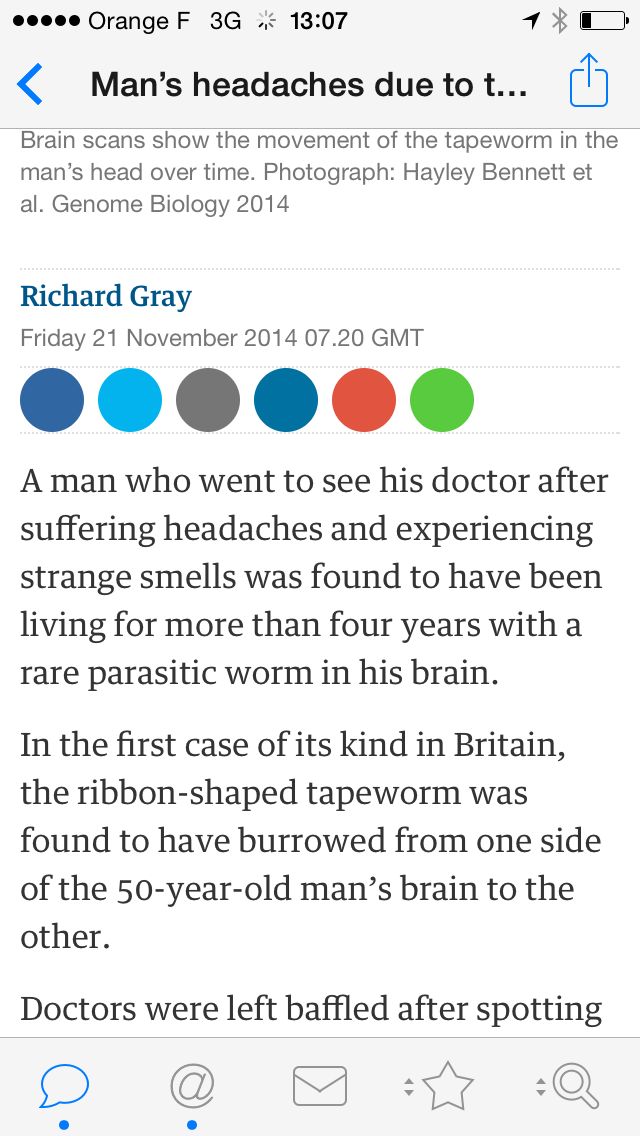 Orange F 3G 13:07
Man’s headaches due to t...
Brain scans show the movement of the tapeworm in the
man’s head over time. Photograph: Hayley Bennett et
al. Genome Biology 2014
Richard Gray
Friday 21 November 2014 07.20 GMT
A man who went to see his doctor after
suffering headaches and experiencing
strange smells was found to have been
living for more than four years with a
rare parasitic worm in his brain.
In the first case of its kind in Britain,
the ribbon-shaped tapeworm was
found to have burrowed from one side
of the 50-year-old man’s brain to the
other.
Doctors were left baffled after spotting
@